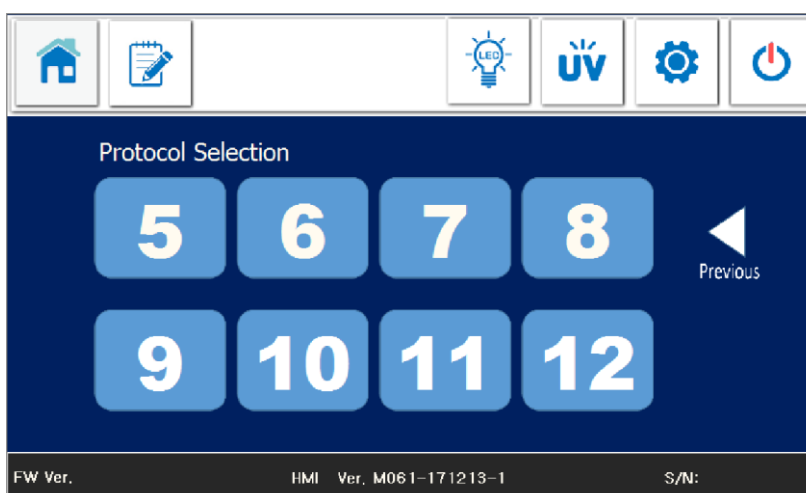 LED UV
Protocol Selection
5 6 7 8
Previous
9 10 11 12
FW Ver. HMI Ver. M061-171213-1 S/N: